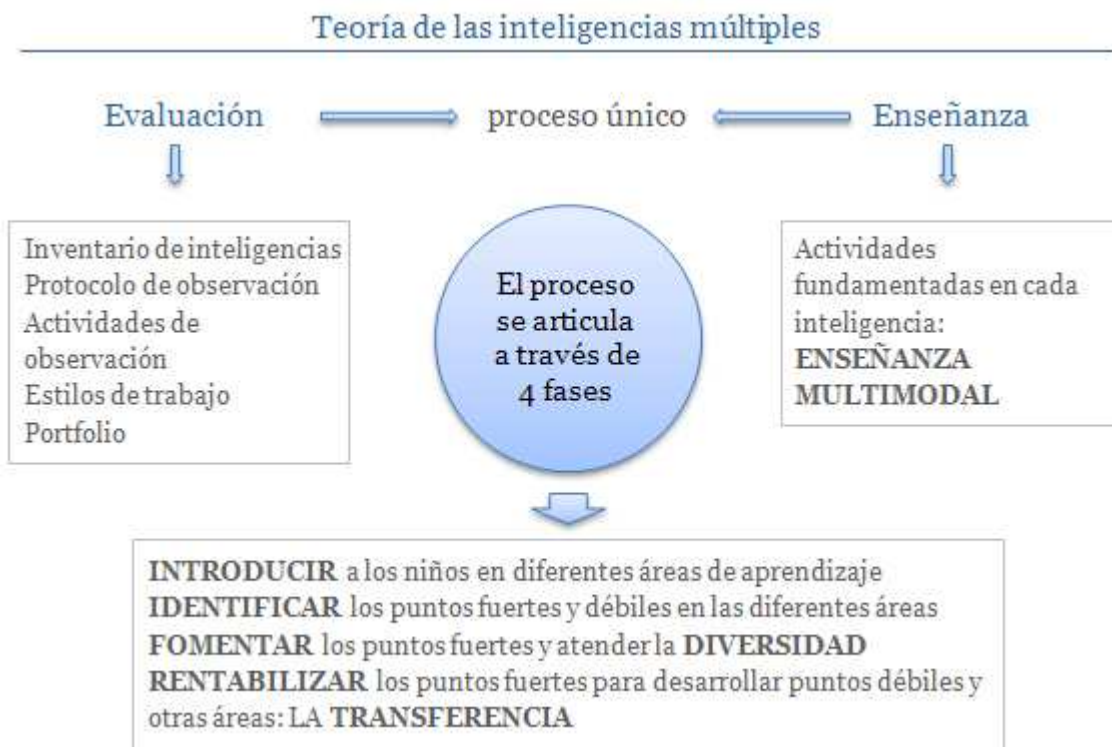 Teoría de las inteligencias múltiples
Evaluación
proceso único
Enseñanza
Inventario de inteligencias
Protocolo de observación
Actividades de
observación
Estilos de trabajo
Portfolio
El proceso
se articula
a través de
4 fases
Actividades
fundamentadas en cada
inteligencia:
ENSEÑANZA
MULTIMODAL
INTRODUCIR a los niños en diferentes áreas de aprendizaje
IDENTIFICAR los puntos fuertes y débiles en las diferentes áreas
FOMENTAR los puntos fuertes y atender la DIVERSIDAD
RENTABILIZAR los puntos fuertes para desarrollar puntos débiles y
otras áreas: LA TRANSFERENCIA